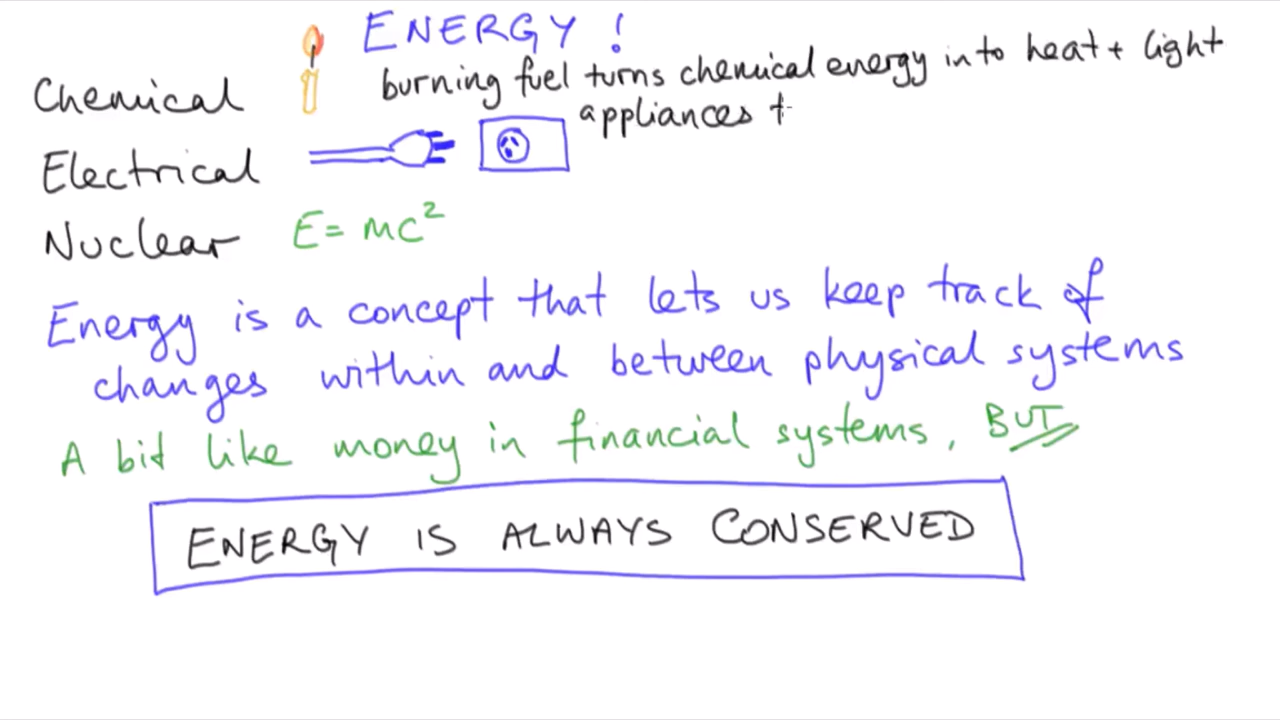 ENERGY !
burning fuel turns chemical energy into heat + light
Chemical
appliances t
Electrical
Nuclear E = mc²
Energy is a concept that lets us keep track of
changes within and between physical systems
A bit like money in financial systems, BUT
ENERGY IS ALWAYS CONSERVED